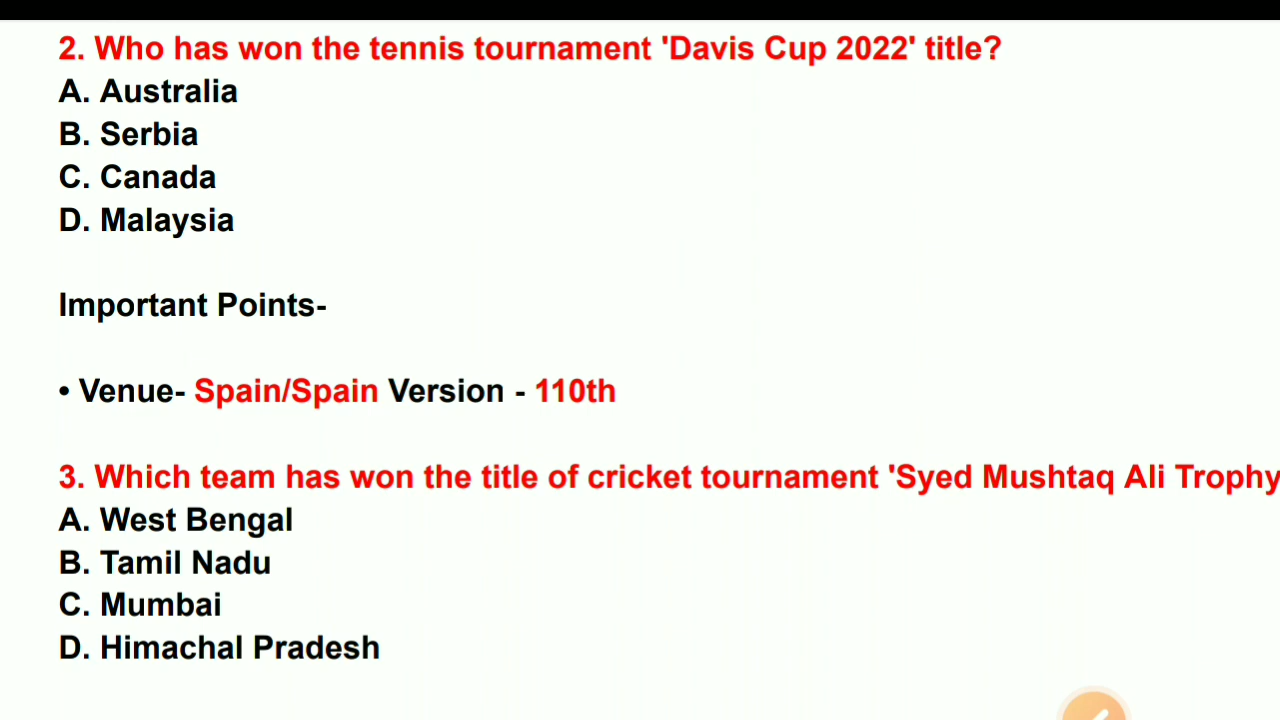 2. Who has won the tennis tournament 'Davis Cup 2022' title?
A. Australia
B. Serbia
C. Canada
D. Malaysia
Important Points-
• Venue- Spain/Spain Version - 110th
3. Which team has won the title of cricket tournament 'Syed Mushtaq Ali Trophy
A. West Bengal
B. Tamil Nadu
C. Mumbai
D. Himachal Pradesh